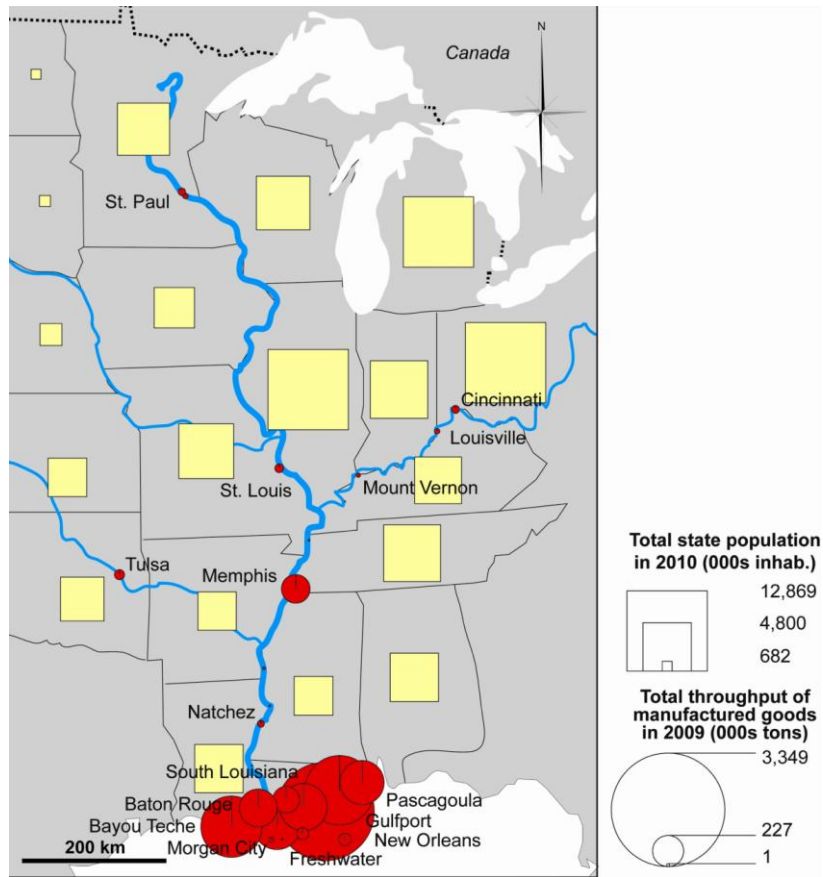 Canada
N
St. Paul
Cincinnati
Louisville
St. Louis
Mount Vernon
Tulsa
Memphis
Natchez
South Louisiana
Baton Rouge
Pascagoula
Bayou Teche
Gulfport
Morgan City
New Orleans
Freshwater
200 km
Total state population
in 2010 (000s inhab.)
12,869
4,800
682
Total throughput of
manufactured goods
in 2009 (000s tons)
3,349
227
1